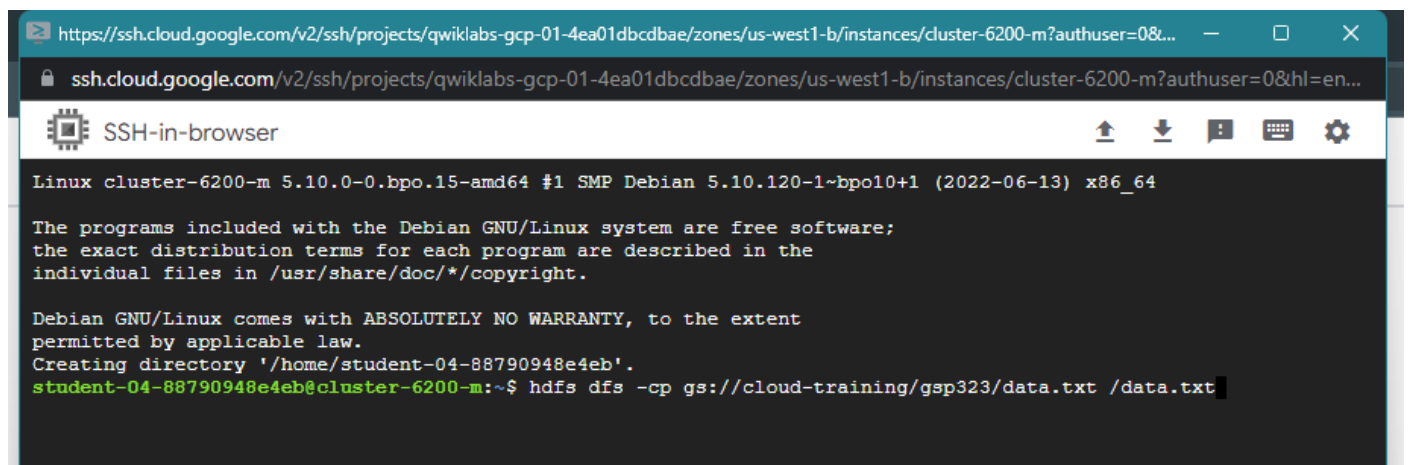 https://ssh.cloud.google.com/v2/ssh/projects/qwiklabs-gcp-01-4ea01dbcdbae/zones/us-west1-b/instances/cluster-6200-m?authuser=0&...
ssh.cloud.google.com/v2/ssh/projects/qwiklabs-gcp-01-4ea01dbcdbae/zones/us-west1-b/instances/cluster-6200-m?authuser=0&hl=en...
SSH-in-browser
Linux cluster-6200-m 5.10.0-0.bpo.15-amd64 #1 SMP Debian 5.10.120-1~bpo10+1 (2022-06-13) x86_64
The programs included with the Debian GNU/Linux system are free software;
the exact distribution terms for each program are described in the
individual files in /usr/share/doc/*/copyright.
Debian GNU/Linux comes with ABSOLUTELY NO WARRANTY, to the extent
permitted by applicable law.
Creating directory '/home/student-04-88790948e4eb'.
student-04-88790948e4eb@cluster-6200-m:~$ hdfs dfs -cp gs://cloud-training/gsp323/data.txt /data.txt